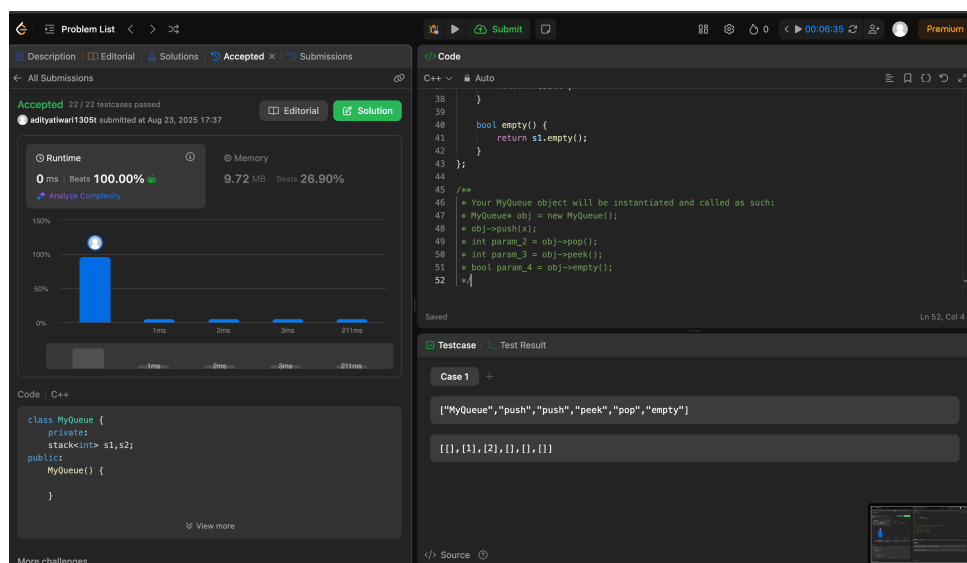 Problem List
Submit
0
00:06:35
Premium
Description | Editorial | Solutions | Accepted × | Submissions
← All Submissions
Accepted 22 / 22 testcases passed
adityatiwari1305t submitted at Aug 23, 2025 17:37
Editorial
Solution
Runtime
0 ms | Beats 100.00%
Analyze Complexity
Memory
9.72 MB | Beats 26.90%
150%
100%
50%
0%
1ms 2ms 3ms 211ms
1ms 2ms 3ms 211ms
Code | C++
class MyQueue {
private:
stack<int> s1,s2;
public:
MyQueue() {
}
View more
More challenges
</> Code
C++ Auto
38 }
39
40 bool empty() {
41 return s1.empty();
42 }
43 };
44
45 /**
46 * Your MyQueue object will be instantiated and called as such:
47 * MyQueue* obj = new MyQueue();
48 * obj->push(x);
49 * int param_2 = obj->pop();
50 * int param_3 = obj->peek();
51 * bool param_4 = obj->empty();
52 */
Saved
Ln 52, Col 4
Testcase | >_ Test Result
Case 1 +
["MyQueue","push","push","peek","pop","empty"]
[[],[1],[2],[],[],[]]
</> Source